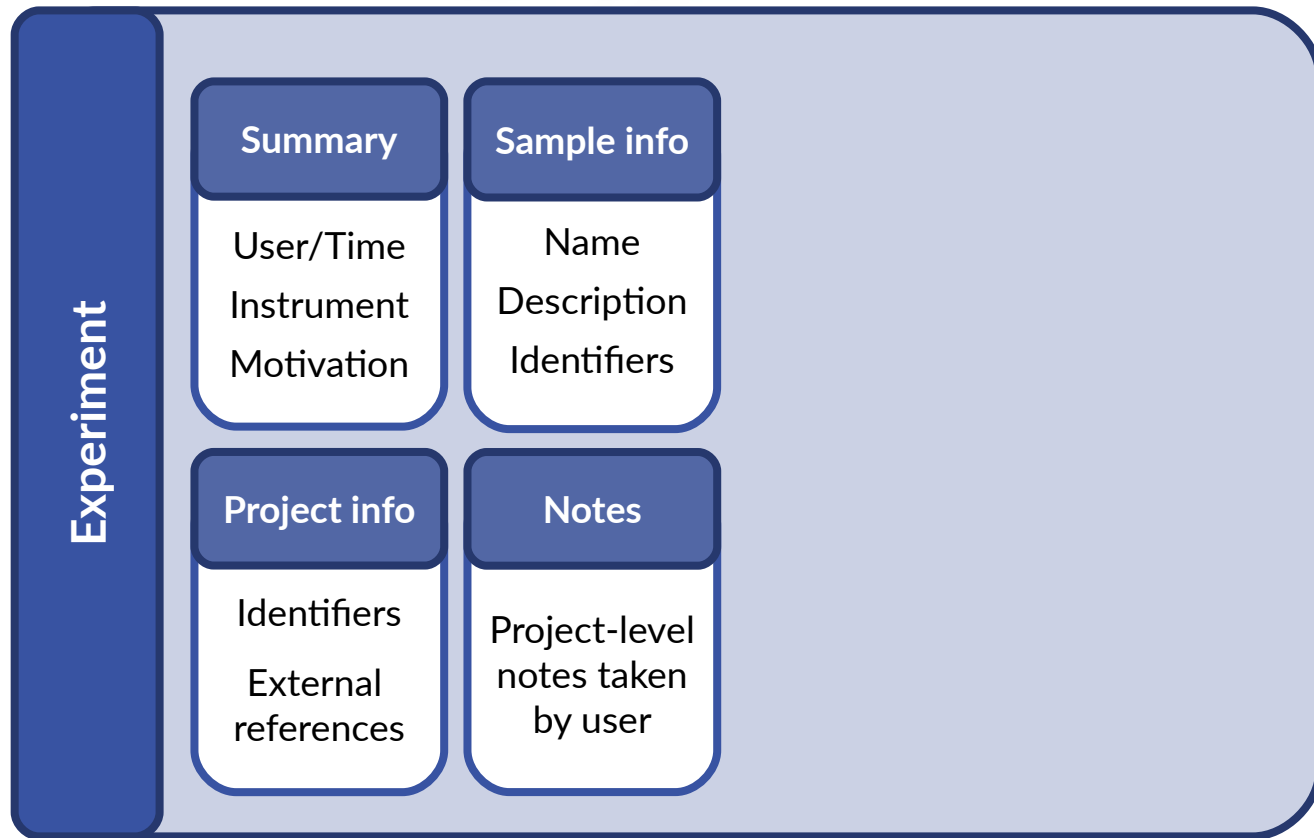 Experiment
Summary
User/Time
Instrument
Motivation
Sample info
Name
Description
Identifiers
Project info
Identifiers
External
references
Notes
Project-level
notes taken
by user